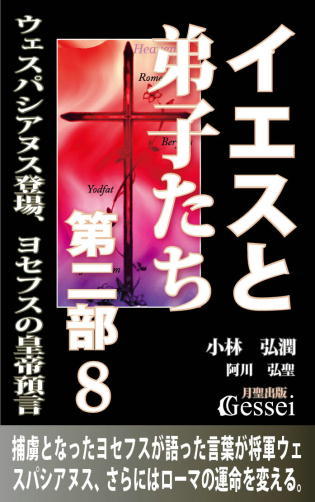 イエスと
弟子たち
第二部 8
ウェスパシアヌス登場、ヨセフスの皇帝預言
Heaven
Rome
Yodfat
小林 弘潤
阿川 弘聖
月聖出版
Gessei
捕虜となったヨセフスが語った言葉が将軍ウェ
スパシアヌス、さらにはローマの運命を変える。